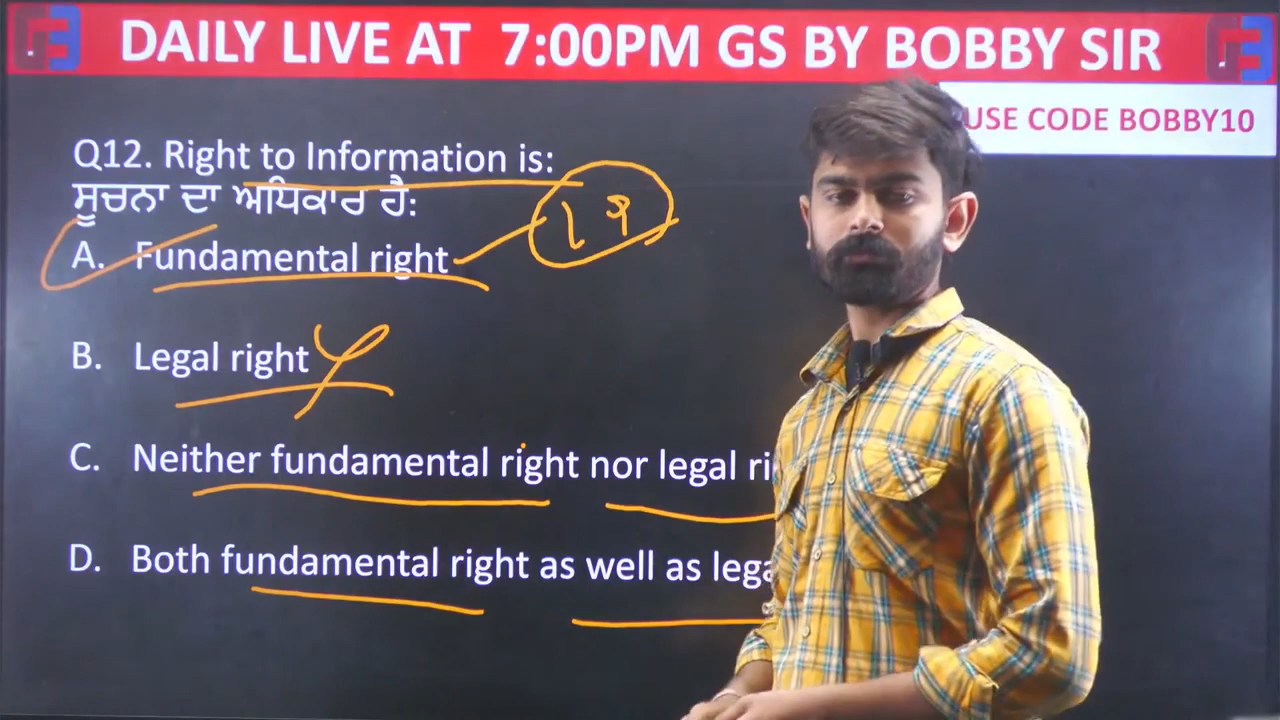 DAILY LIVE AT 7:00PM GS BY BOBBY SIR
USE CODE BOBBY10
Q12. Right to Information is:
ਸੂਚਨਾ ਦਾ ਅਧਿਕਾਰ ਹੈ:
A. Fundamental right
B. Legal right
C. Neither fundamental right nor legal
D. Both fundamental right as well as